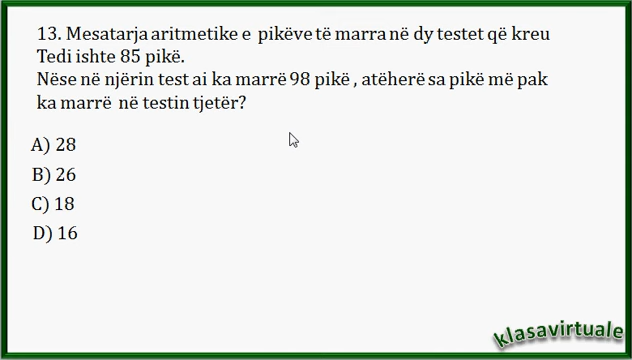 13. Mesatarja aritmetike e pikëve të marra në dy testet që kreu
Tedi ishte 85 pikë.
Nëse në njërin test ai ka marrë 98 pikë , atëherë sa pikë më pak
ka marrë në testin tjetër?
A) 28
B) 26
C) 18
D) 16
klasavirtuale